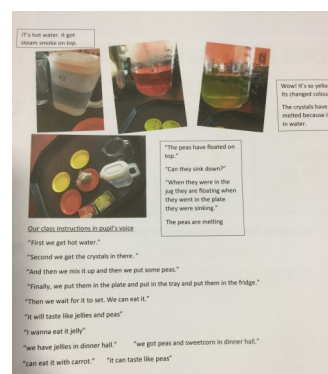 IT's hot water. It got
steam smoke on top.
Wow! It's so yello
Its changed colou
The crystals have
melted because i
in water.
"The peas have floated on
top."
"Can they sink down?"
"When they were in the
jug they are floating when
they went in the plate
they were sinking."
The peas are melting
Our class instructions in pupil's voice
"First we get hot water."
"Second we get the crystals in there. "
"And then we mix it up and then we put some peas."
"Finally, we put them in the plate and put in the tray and put them in the fridge."
"Then we wait for it to set. We can eat it."
"it will taste like jellies and peas"
"I wanna eat it jelly"
"we have jellies in dinner hall." "we got peas and sweetcorn in dinner hall."
"can eat it with carrot." "it can taste like peas"